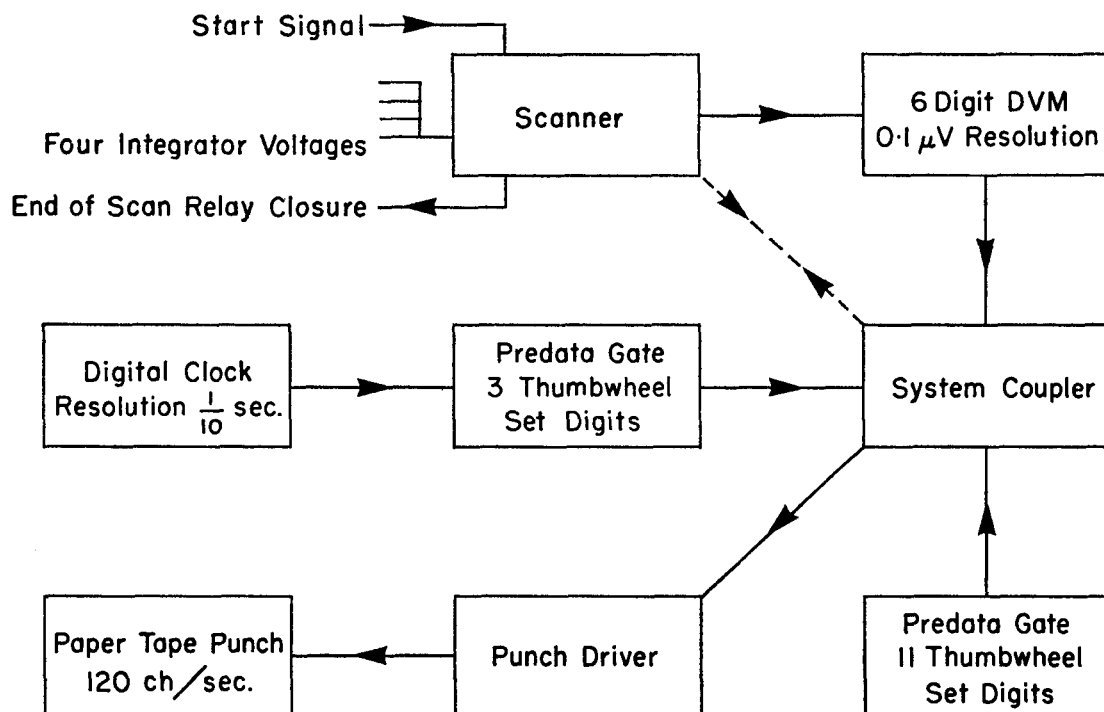 Start Signal
Scanner
6 Digit DVM
0·1 μV Resolution
Four Integrator Voltages
End of Scan Relay Closure
Digital Clock
Resolution 1/10 sec.
Predata Gate
3 Thumbwheel
Set Digits
System Coupler
Paper Tape Punch
120 ch/sec.
Punch Driver
Predata Gate
11 Thumbwheel
Set Digits